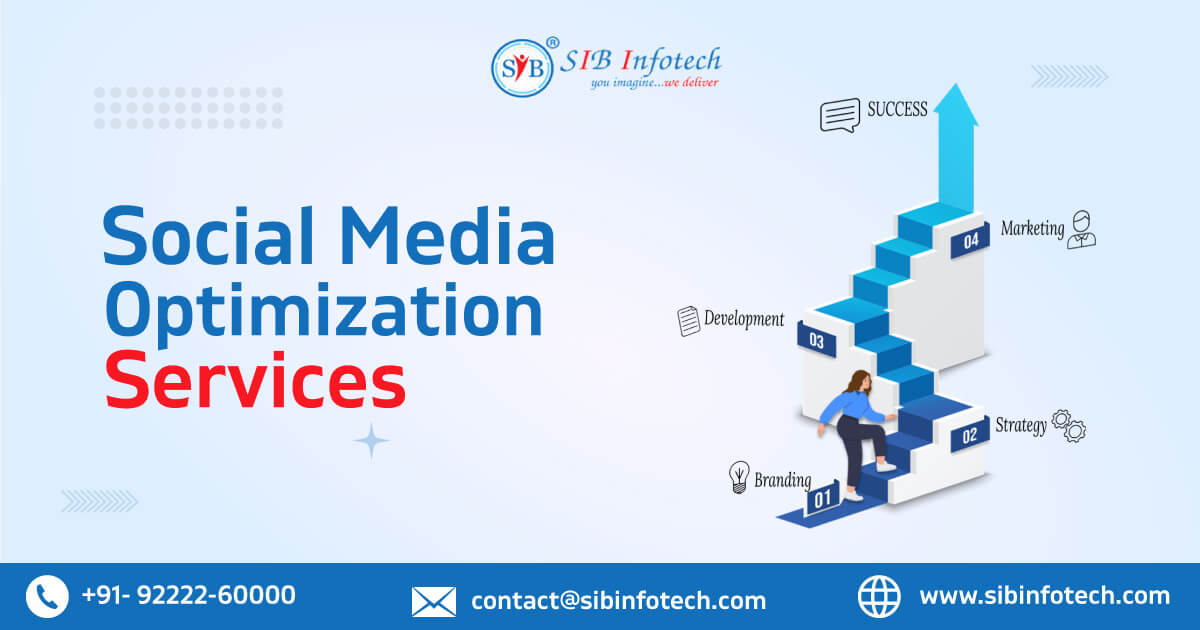 SYB ®
SIB Infotech
you imagine...we deliver
SUCCESS
Social Media
Optimization
Services
04
Marketing
Development
03
Strategy
02
Branding
01
+91- 92222-60000
contact@sibinfotech.com
www.sibinfotech.com